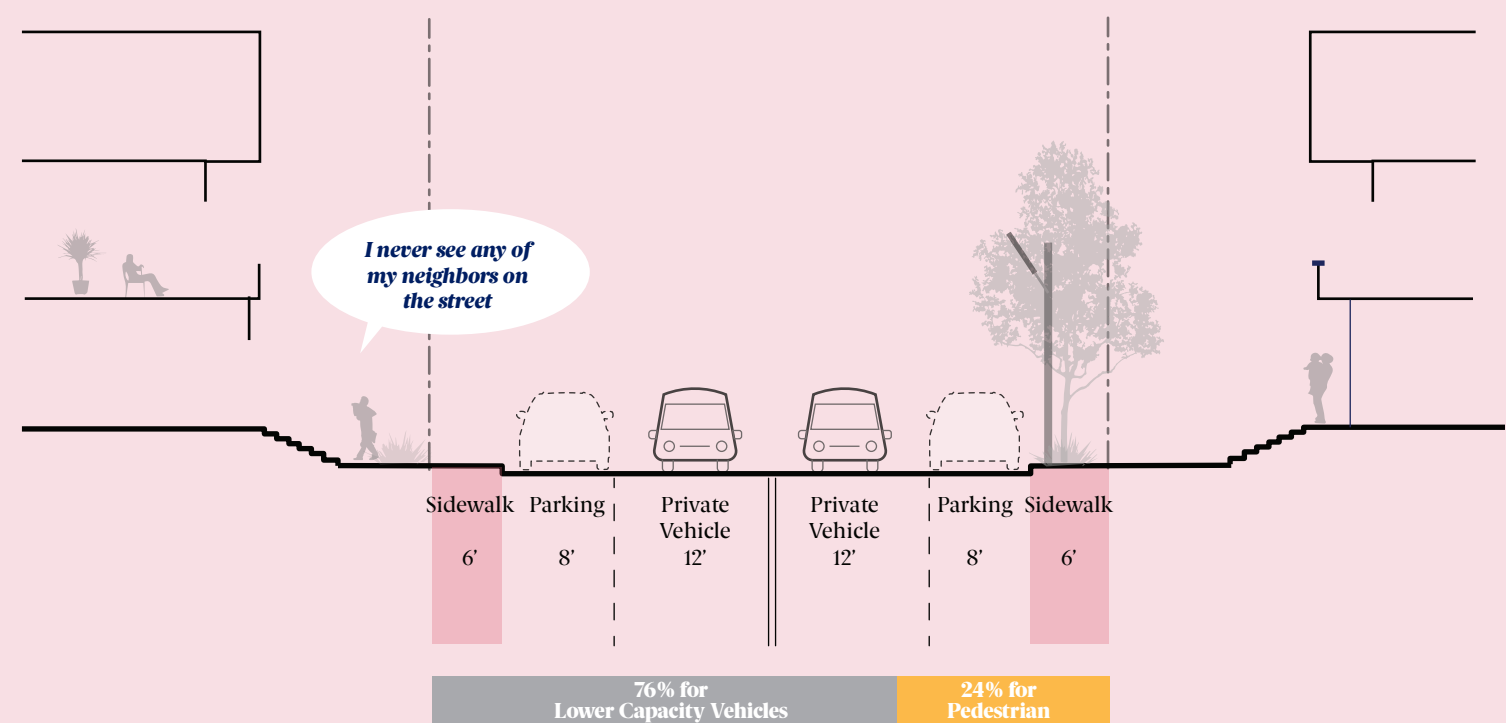 I never see any of
my neighbors on
the street
Sidewalk
6’
Parking
8’
Private
Vehicle
12’
Private
Vehicle
12’
Parking
8’
Sidewalk
6’
76% for
Lower Capacity Vehicles
24% for
Pedestrian